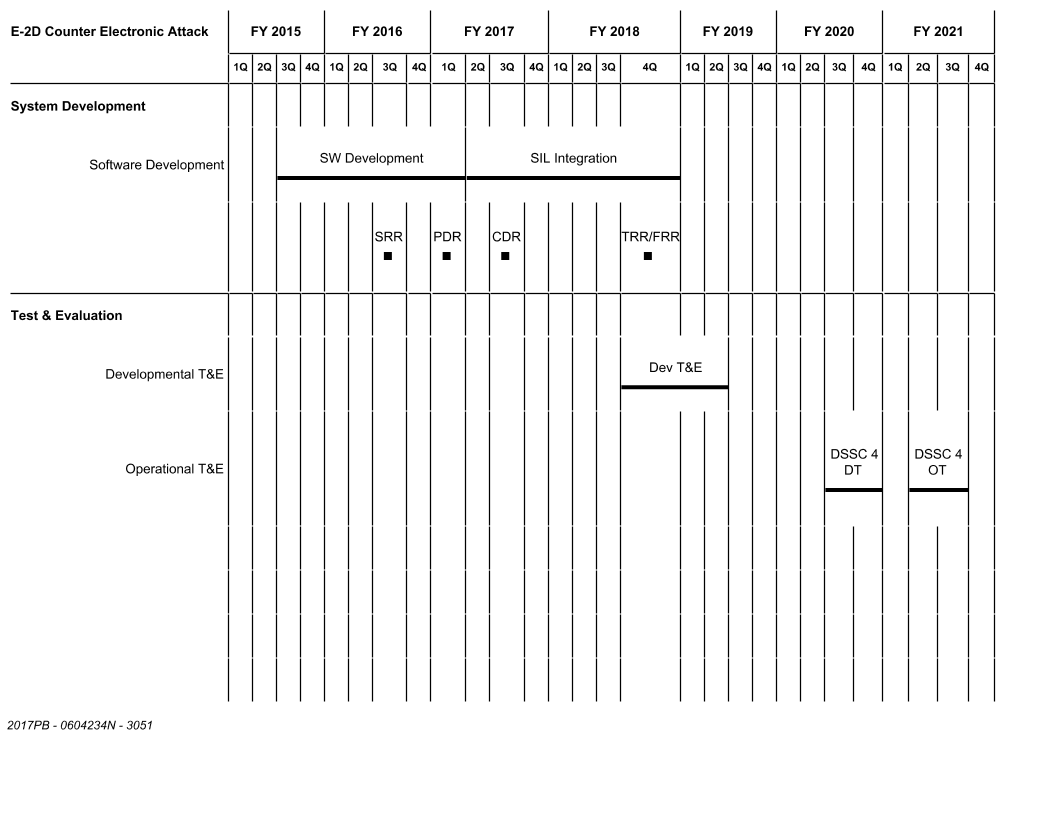 E-2D Counter Electronic Attack FY 2015 FY 2016 FY 2017 FY 2018 FY 2019 FY 2020 FY 2021
1Q 2Q 3Q 4Q 1Q 2Q 3Q 4Q 1Q 2Q 3Q 4Q 1Q 2Q 3Q 4Q 1Q 2Q 3Q 4Q 1Q 2Q 3Q 4Q 1Q 2Q 3Q 4Q
System Development
Software Development SW Development SIL Integration
SRR PDR CDR TRR/FRR
Test & Evaluation
Developmental T&E Dev T&E
Operational T&E
DSSC 4
DT
DSSC 4
OT
2017PB - 0604234N - 3051